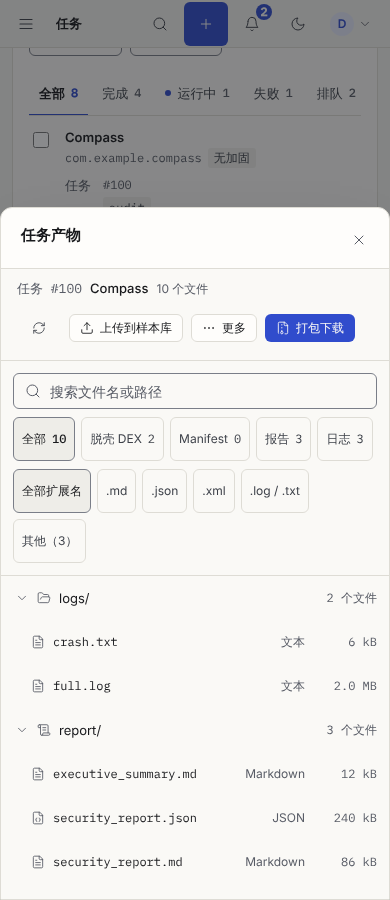 任务
2
D
全部 8 完成 4 运行中 1 失败 1 排队 2
Compass
com.example.compass 无加固
任务 #100
任务产物
任务 #100 Compass 10 个文件
上传到样本库 更多 打包下载
搜索文件名或路径
全部 10 脱壳 DEX 2 Manifest 0 报告 3 日志 3
全部扩展名 .md .json .xml .log / .txt
其他（3）
logs/ 2 个文件
crash.txt 文本 6 kB
full.log 文本 2.0 MB
report/ 3 个文件
executive_summary.md Markdown 12 kB
security_report.json JSON 240 kB
security_report.md Markdown 86 kB